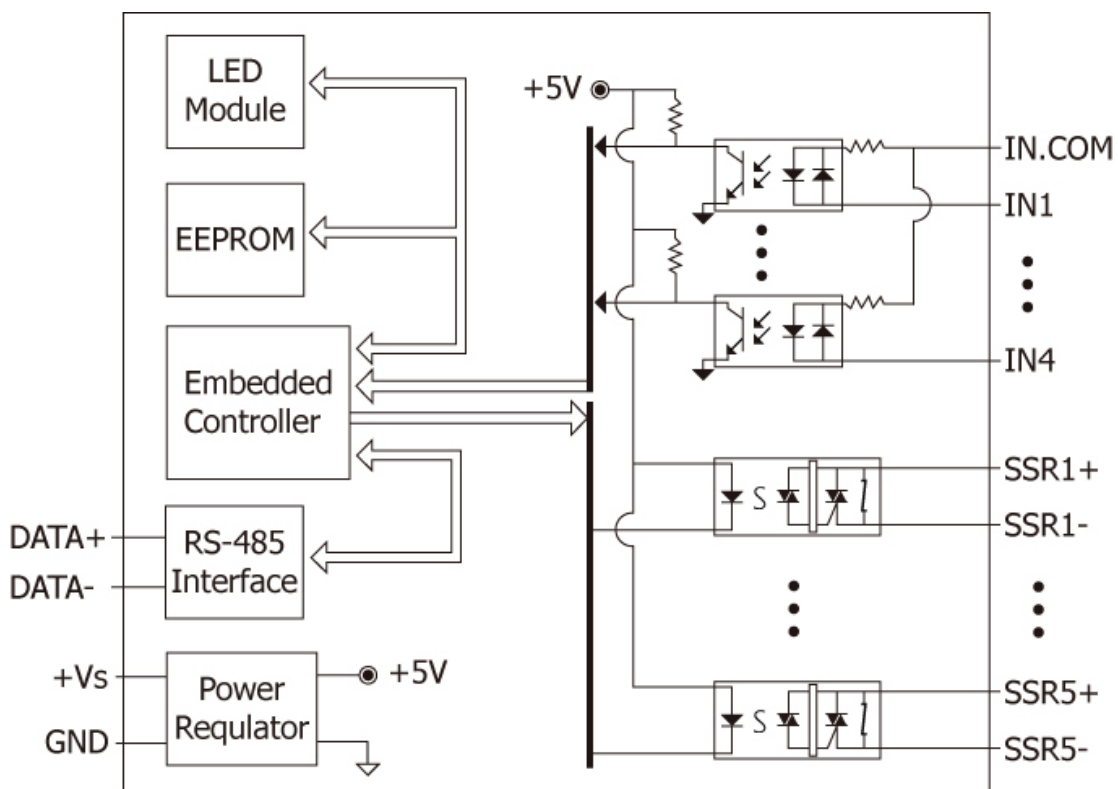 LED
Module
EEPROM
Embedded
Controller
DATA+
DATA-
RS-485
Interface
+Vs
GND
Power
Requlator
+5V
+5V
IN.COM
IN1
IN4
S
SSR1+
SSR1-
S
SSR5+
SSR5-